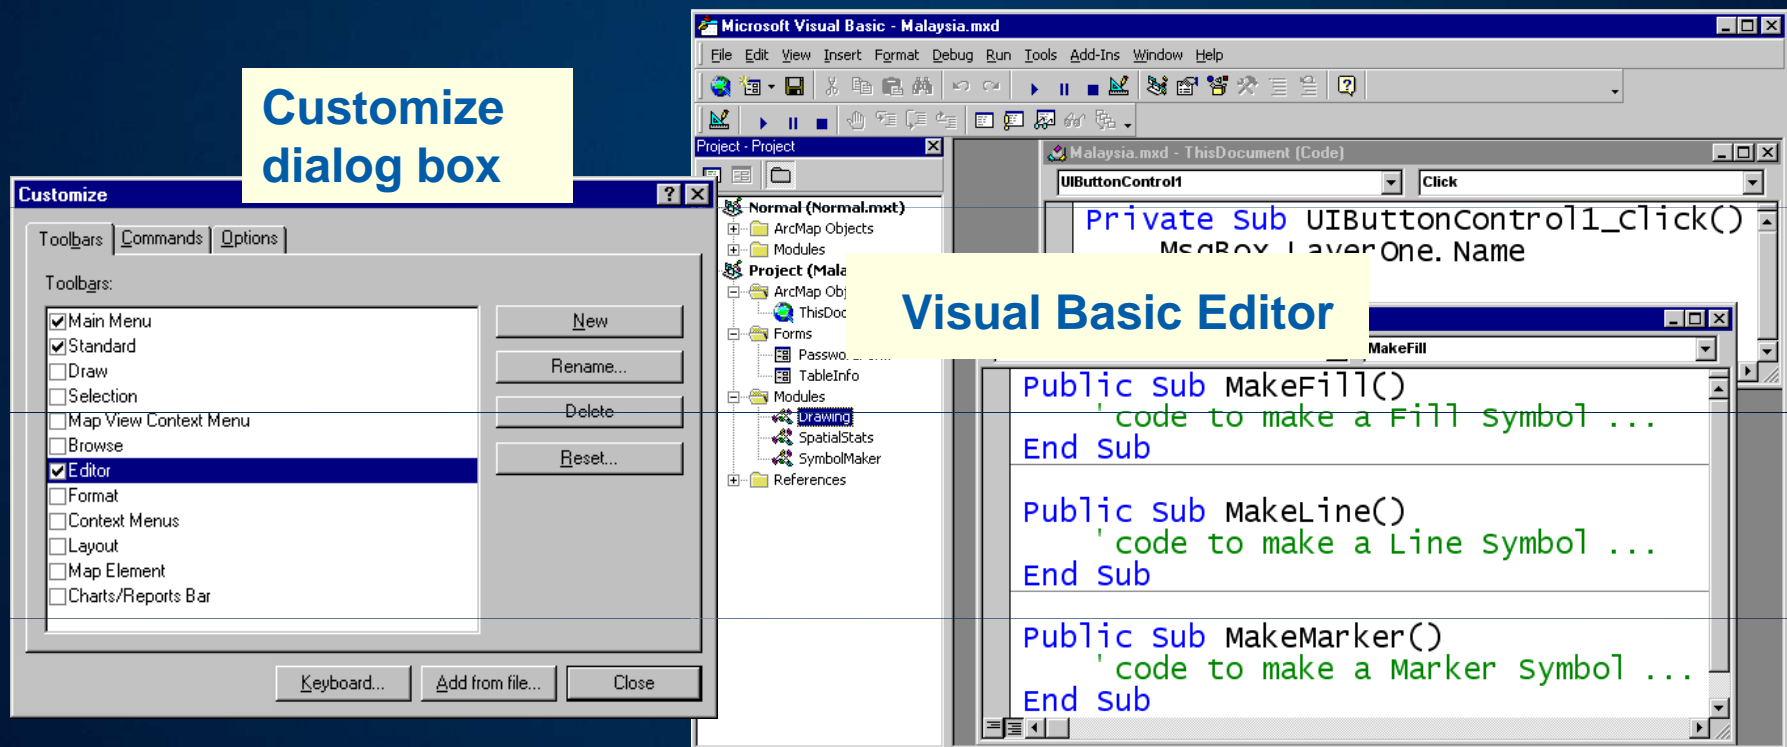 Customize
dialog box
Customize
Toolbars Commands Options
Toolbars:
Main Menu
Standard
Draw
Selection
Map View Context Menu
Browse
Editor
Format
Context Menus
Layout
Map Element
Charts/Reports Bar
New
Rename...
Delete
Reset...
Keyboard... Add from file... Close
Microsoft Visual Basic - Malaysia.mxd
File Edit View Insert Format Debug Run Tools Add-Ins Window Help
Project - Project
Normal (Normal.mxt)
ArcMap Objects
Modules
Project (Mala
ArcMap Obj
ThisDoc
Forms
TableInfo
Modules
Drawing
SpatialStats
SymbolMaker
References
Malaysia.mxd - ThisDocument (Code)
UIButtonControl1 Click
Private Sub UIButtonControl1_Click()
MsgBox LayerOne.Name
Visual Basic Editor
MakeFill
Public Sub MakeFill()
'code to make a Fill Symbol ...
End Sub
Public Sub MakeLine()
'code to make a Line Symbol ...
End Sub
Public Sub MakeMarker()
'code to make a Marker Symbol ...
End Sub